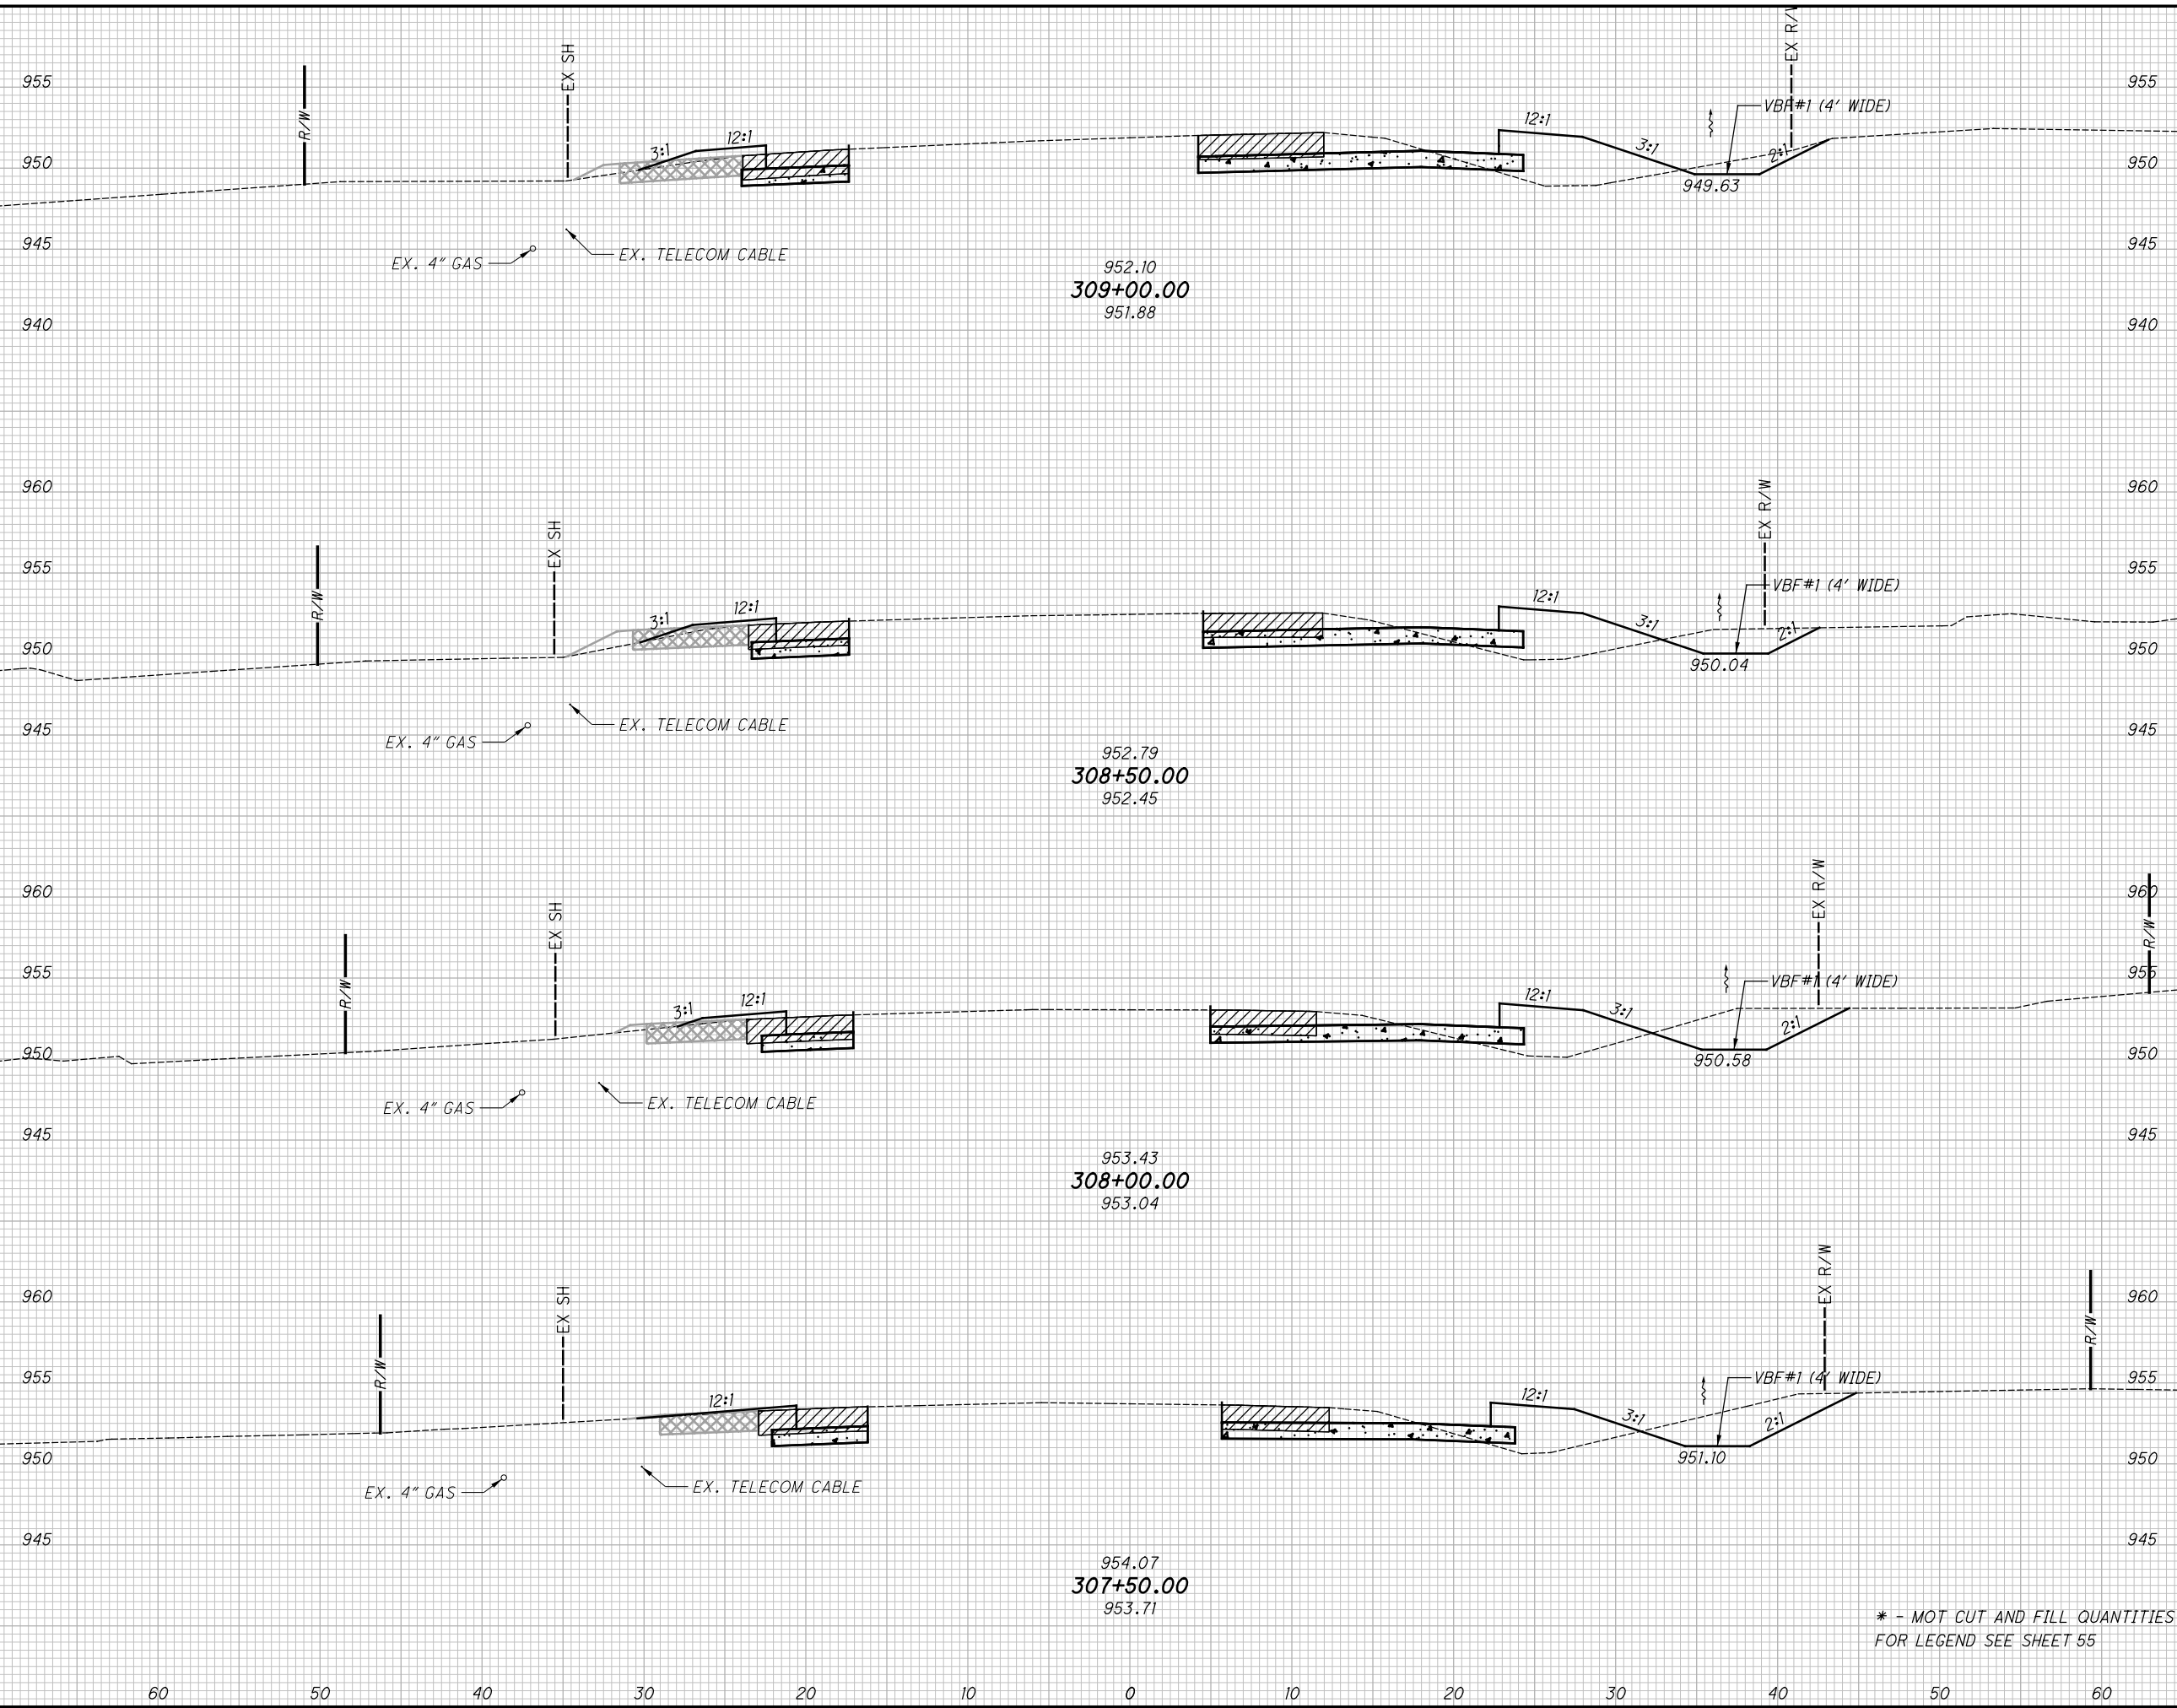 EX R/W
EX SH
955
955
R/W
12:1
3:1
12:1
3:1
2:1
VBF#1 (4' WIDE)
950
950
949.63
945
945
EX. 4" GAS
EX. TELECOM CABLE
952.10
309+00.00
951.88
940
940
960
960
EX R/W
EX SH
955
955
R/W
VBF#1 (4' WIDE)
3:1
12:1
12:1
3:1
2:1
950
950
950.04
945
945
EX. 4" GAS
EX. TELECOM CABLE
952.79
308+50.00
952.45
960
960
EX R/W
EX SH
R/W
955
955
R/W
VBF#1 (4' WIDE)
3:1
12:1
12:1
3:1
2:1
950
950
950.58
EX. 4" GAS
EX. TELECOM CABLE
945
945
953.43
308+00.00
953.04
960
960
EX R/W
EX SH
R/W
955
955
R/W
VBF#1 (4' WIDE)
12:1
12:1
3:1
2:1
950
950
951.10
EX. 4" GAS
EX. TELECOM CABLE
945
945
954.07
307+50.00
953.71
* - MOT CUT AND FILL QUANTITIES
FOR LEGEND SEE SHEET 55
60 50 40 30 20 10 0 10 20 30 40 50 60